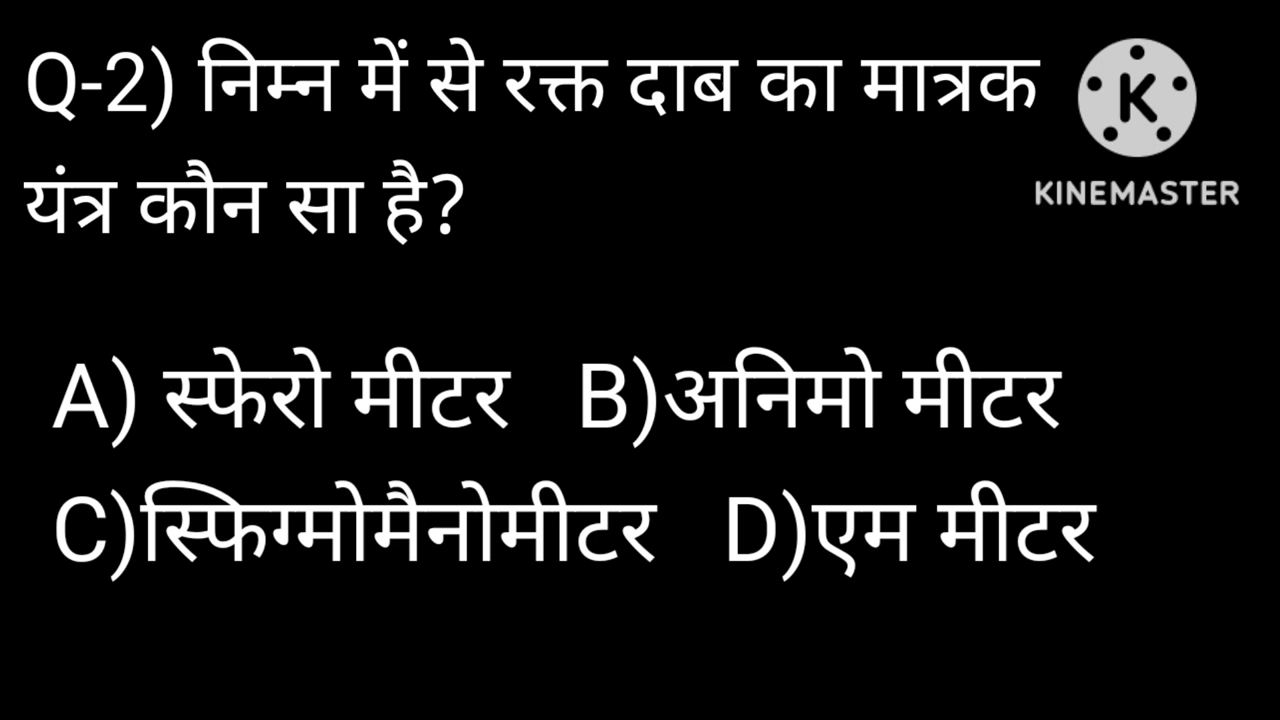 Q-2) निम्न में से रक्त दाब का मात्रक
यंत्र कौन सा है?
KINEMASTER
A) स्फेरो मीटर B)अनिमो मीटर
C)स्फिग्मोमैनोमीटर D)एम मीटर